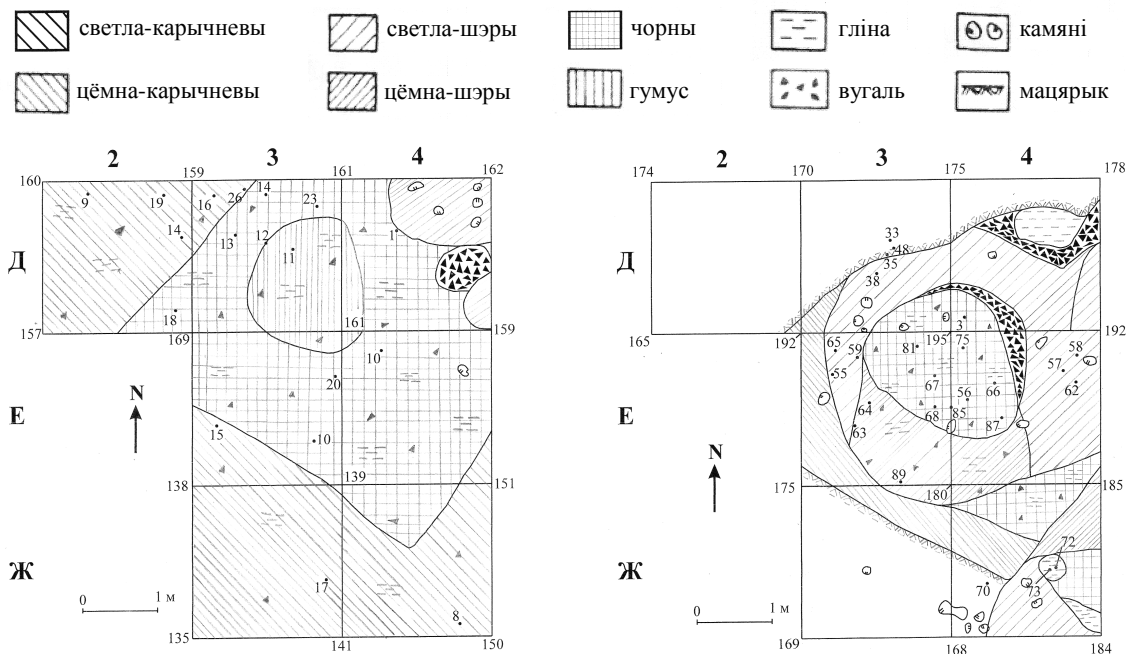 светла-карычневы светла-шэры чорны гліна камяні
цёмна-карычневы цёмна-шэры гумус вугаль мацярык
2 3 4
160 159 161 162
9 19 16 26 14 23
14 13 12 11 1
Д
18
157 169 161 159
10
20
Е
N
15 10
138 139 151
Ж
17
8
0 1 м
135 141 150
2 3 4
174 170 175 178
33
48
35
Д
38
3
165 192 195 192
65 59 81 75 58
57
55 67 66 62
56
Е
64 68 85
63 87
N
89
175 180 185
72
Ж
70 73
0 1 м
169 168 184